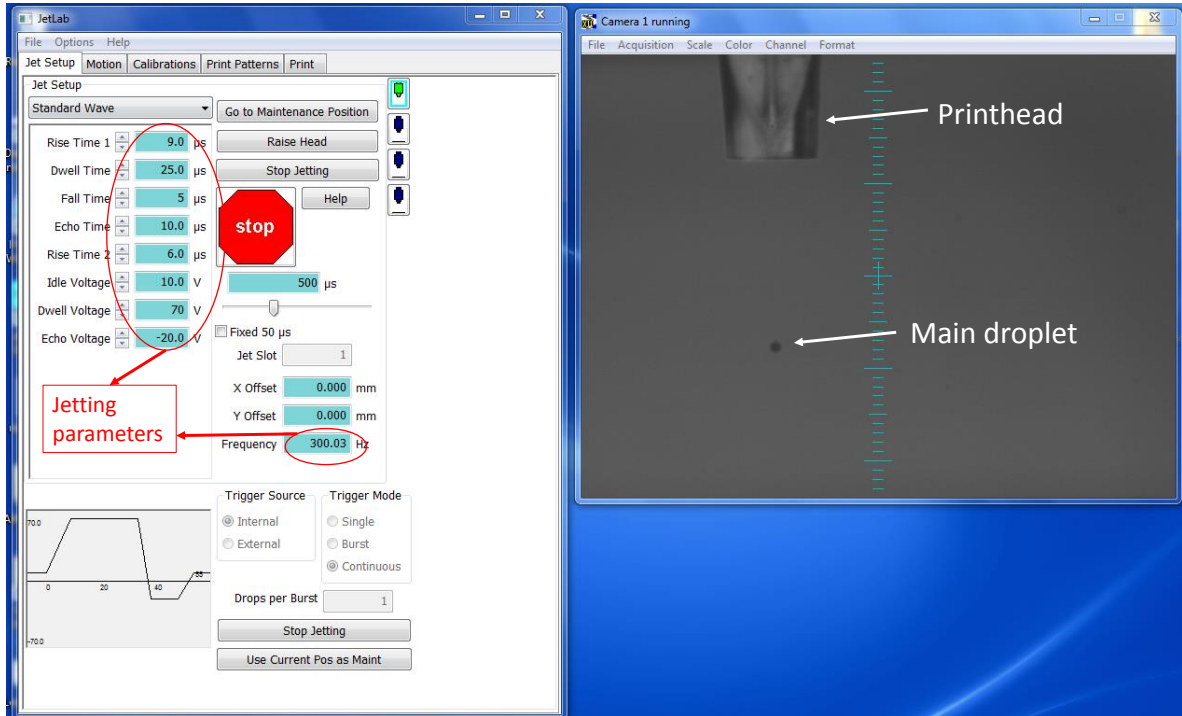 JetLab
File Options Help
Jet Setup Motion Calibrations Print Patterns Print
Jet Setup
Standard Wave
Rise Time 1 9.0 µs
Dwell Time 25.0 µs
Fall Time 5 µs
Echo Time 10.0 µs
Rise Time 2 6.0 µs
Idle Voltage 10.0 V
Dwell Voltage 70 V
Echo Voltage -20.0 V
Go to Maintenance Position
Raise Head
Stop Jetting
stop
Help
500 µs
Fixed 50 µs
Jet Slot 1
X Offset 0.000 mm
Y Offset 0.000 mm
Frequency 300.03 Hz
Jetting
parameters
Trigger Source
Internal
External
Trigger Mode
Single
Burst
Continuous
Drops per Burst 1
Stop Jetting
Use Current Pos as Maint
70.0
0 20 40 55
-70.0
Camera 1 running
File Acquisition Scale Color Channel Format
Printhead
Main droplet